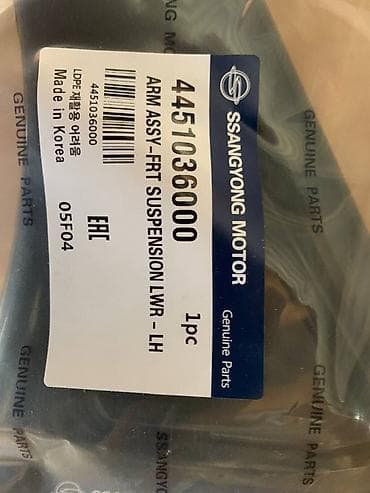 SSANGYONG MOTOR
Genuine Parts
4451036000
1pc
ARM ASSY-FRT SUSPENSION LWR - LH
4451036000
LDPE 재활용 어려움
Made in Korea
EAC
05F04
GENUINE PARTS
GENUINE PARTS
GENUINE PARTS
GENUINE PARTS